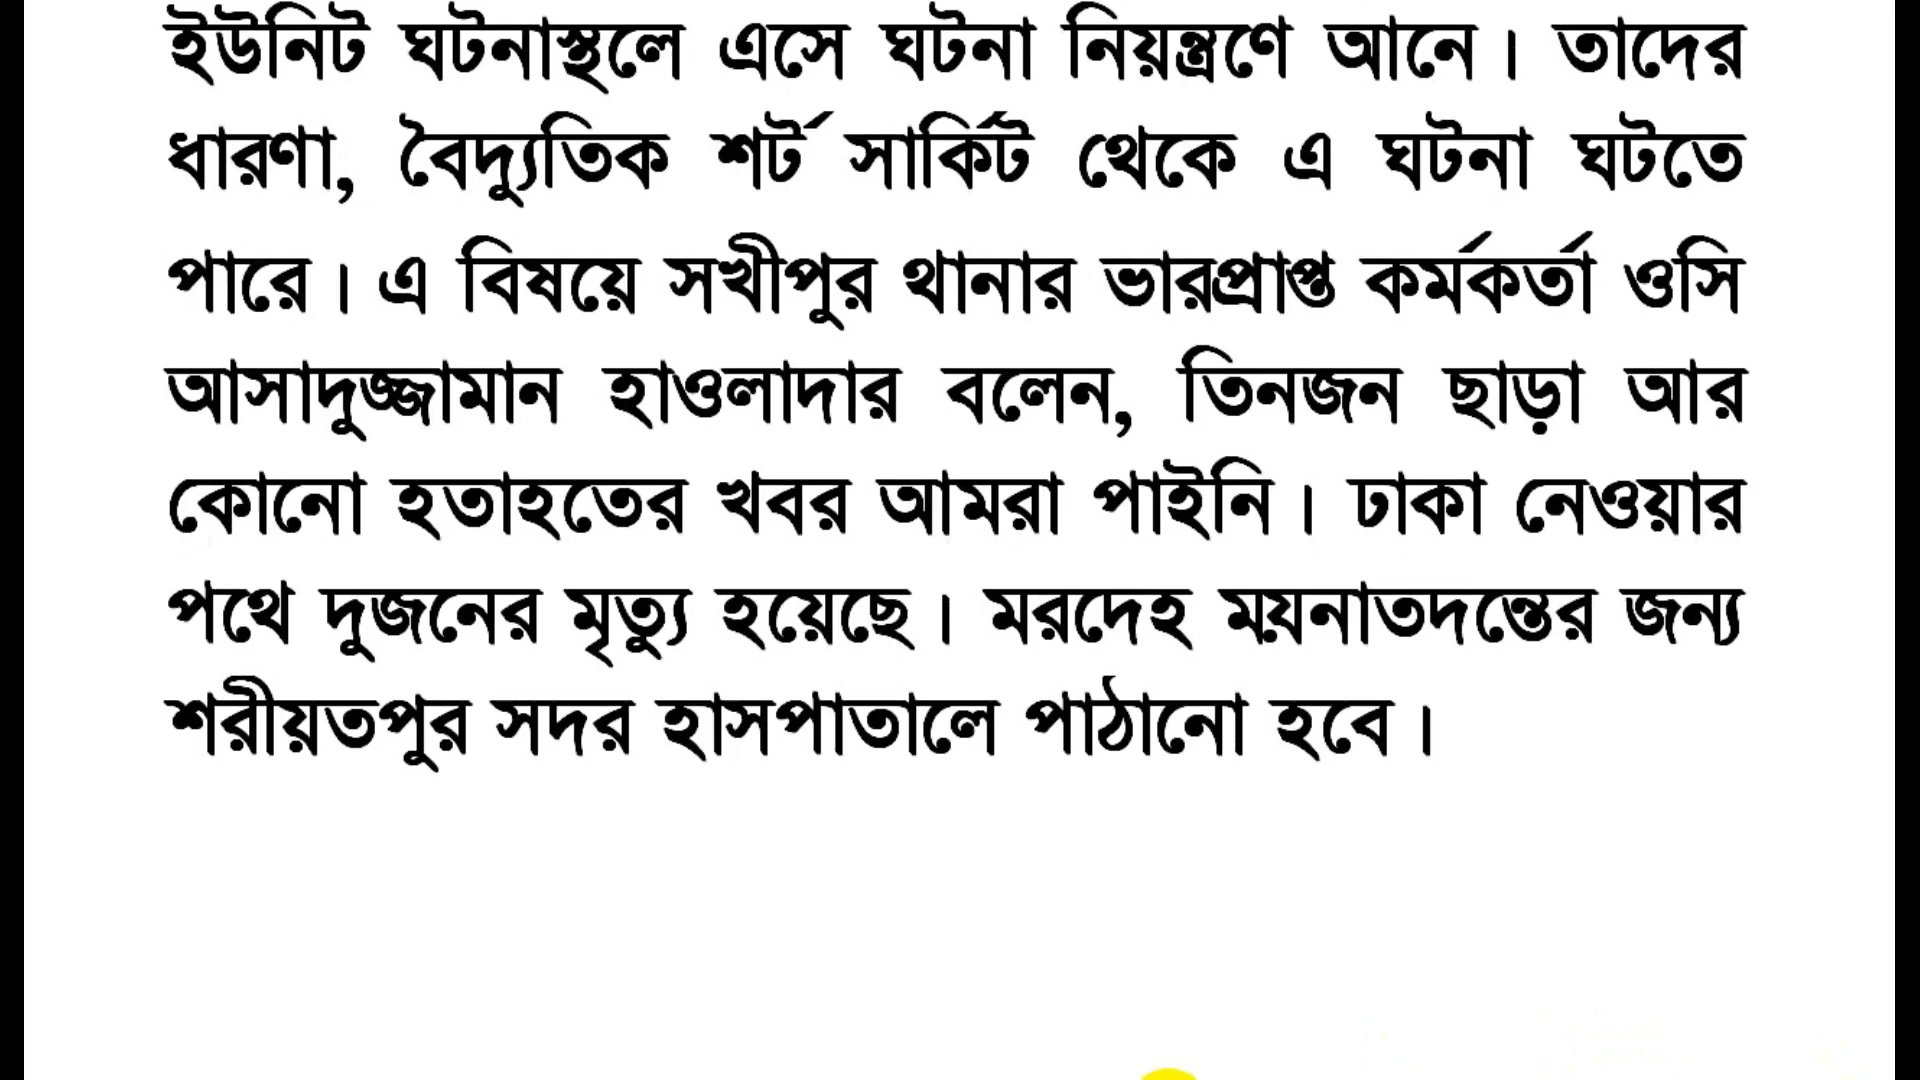 ইউনিট ঘটনাস্থলে এসে ঘটনা নিয়ন্ত্রণে আনে। তাদের
ধারণা, বৈদ্যুতিক শর্ট সার্কিট থেকে এ ঘটনা ঘটতে
পারে। এ বিষয়ে সখীপুর থানার ভারপ্রাপ্ত কর্মকর্তা ওসি
আসাদুজ্জামান হাওলাদার বলেন, তিনজন ছাড়া আর
কোনো হতাহতের খবর আমরা পাইনি। ঢাকা নেওয়ার
পথে দুজনের মৃত্যু হয়েছে। মরদেহ ময়নাতদন্তের জন্য
শরীয়তপুর সদর হাসপাতালে পাঠানো হবে।